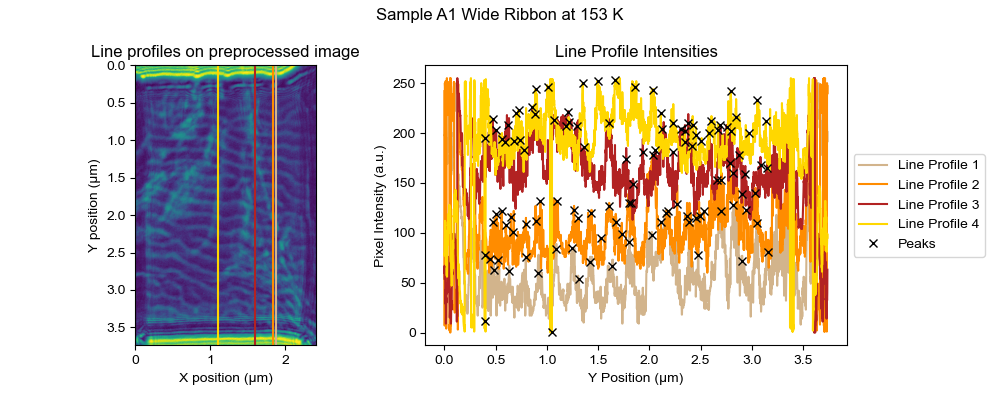 Sample A1 Wide Ribbon at 153 K
Line profiles on preprocessed image
0.0
0.5
1.0
1.5
2.0
2.5
3.0
3.5
Y position (µm)
0
1
2
X position (µm)
Line Profile Intensities
250
200
150
100
50
0
Pixel Intensity (a.u.)
0.0
0.5
1.0
1.5
2.0
2.5
3.0
3.5
Y Position (µm)
Line Profile 1
Line Profile 2
Line Profile 3
Line Profile 4
Peaks